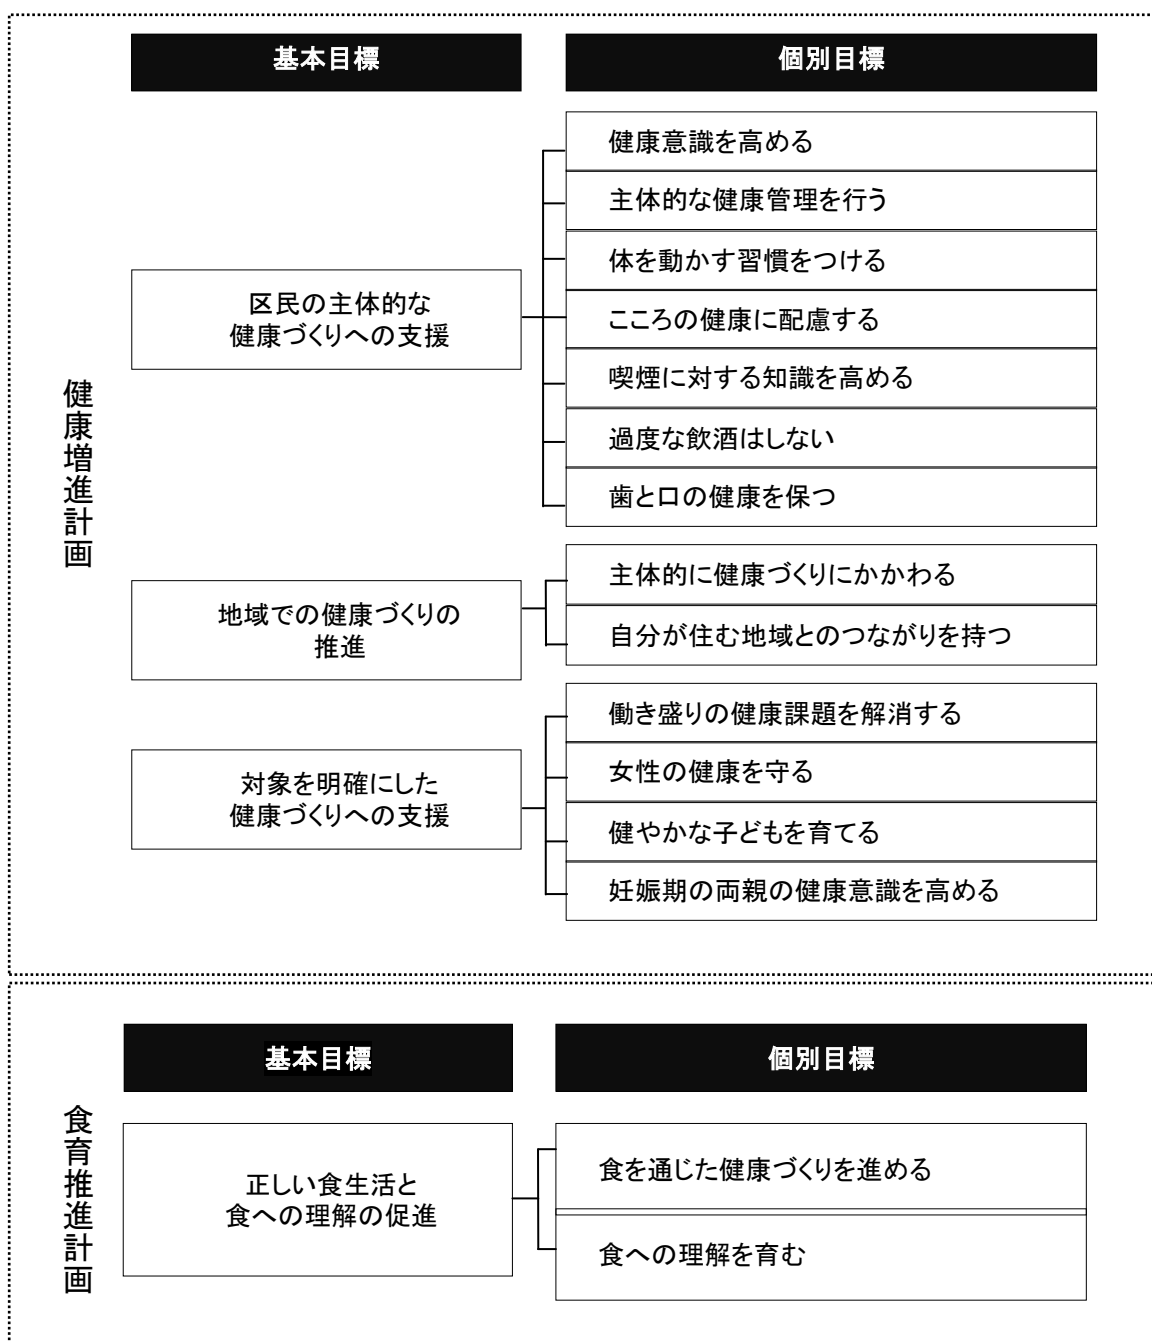 基本目標
個別目標
健康増進計画
区民の主体的な
健康づくりへの支援
健康意識を高める
主体的な健康管理を行う
体を動かす習慣をつける
こころの健康に配慮する
喫煙に対する知識を高める
過度な飲酒はしない
歯と口の健康を保つ
地域での健康づくりの
推進
主体的に健康づくりにかかわる
自分が住む地域とのつながりを持つ
対象を明確にした
健康づくりへの支援
働き盛りの健康課題を解消する
女性の健康を守る
健やかな子どもを育てる
妊娠期の両親の健康意識を高める
基本目標
個別目標
食育推進計画
正しい食生活と
食への理解の促進
食を通じた健康づくりを進める
食への理解を育む